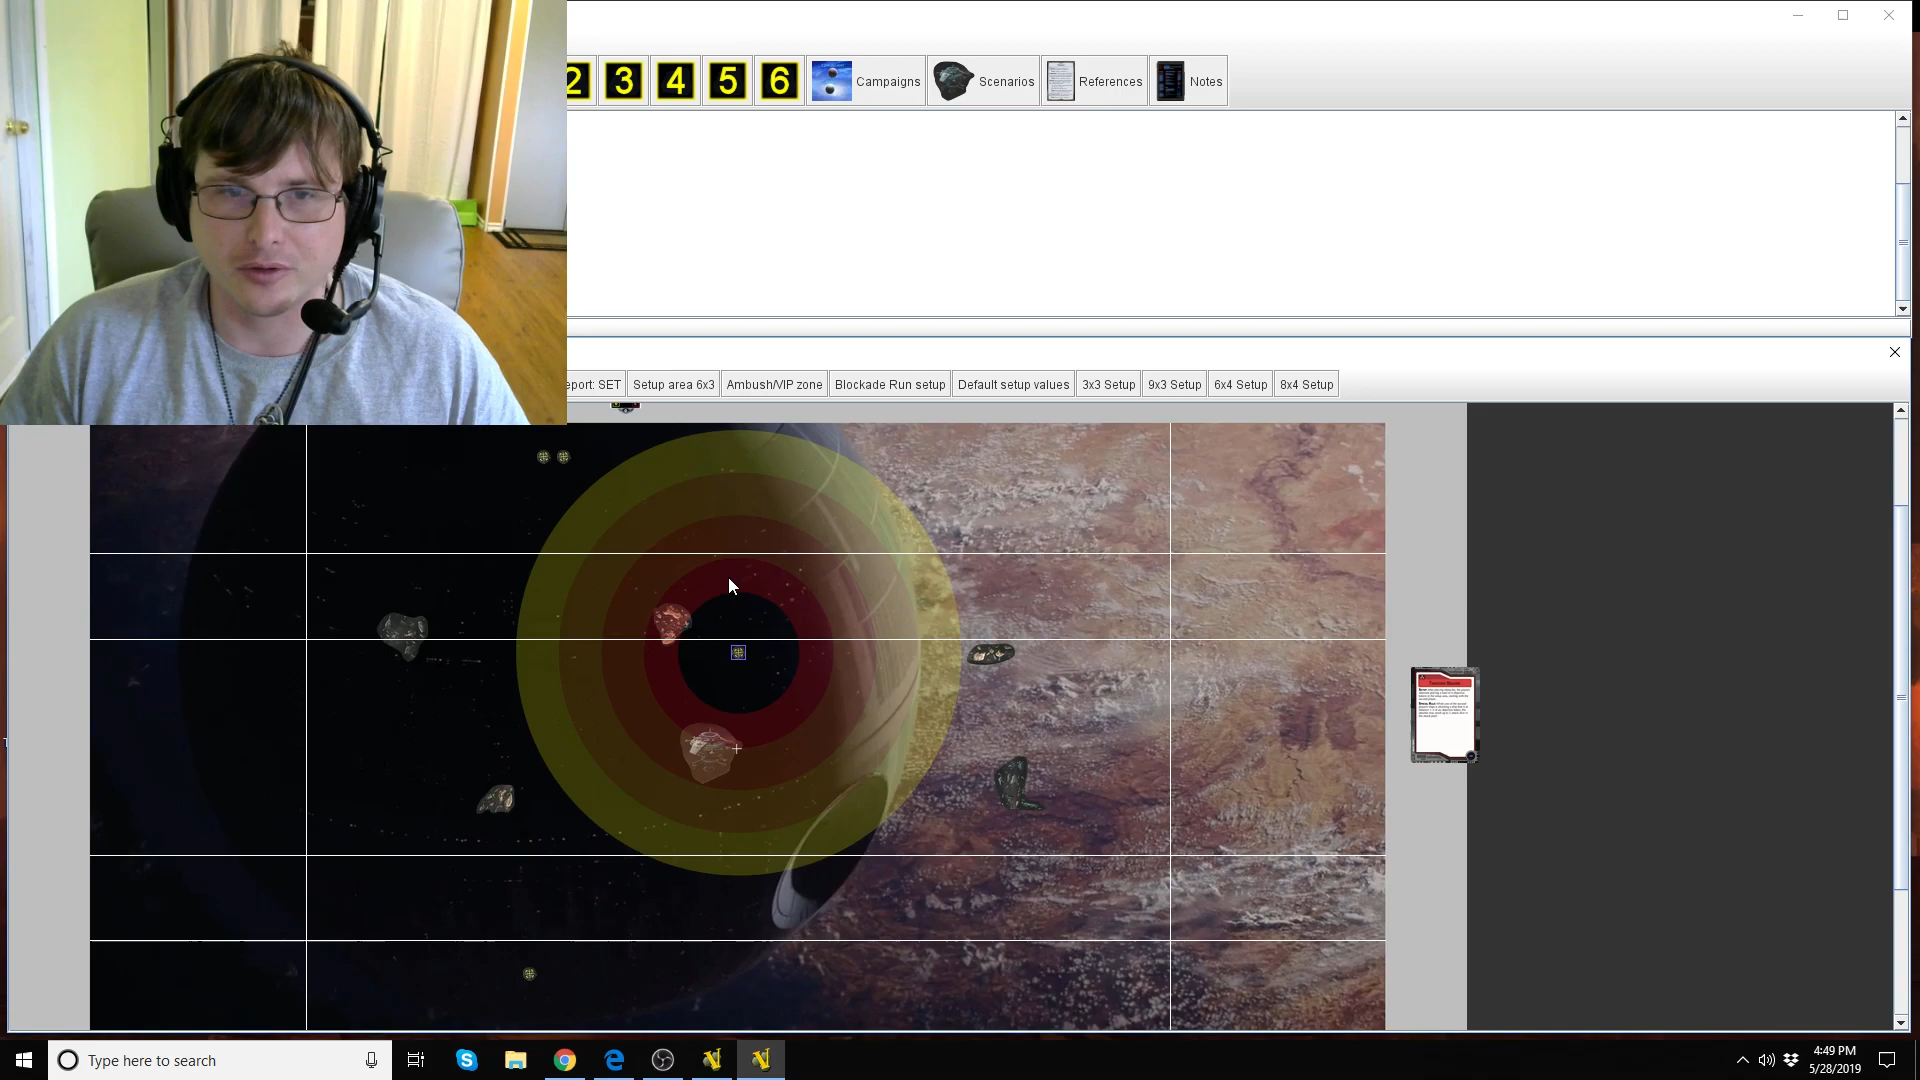 2 3 4 5 6 Campaigns Scenarios References Notes
eport: SET Setup area 6x3 Ambush/VIP zone Blockade Run setup Default setup values 3x3 Setup 9x3 Setup 6x4 Setup 8x4 Setup
Type here to search
4:49 PM
5/28/2019